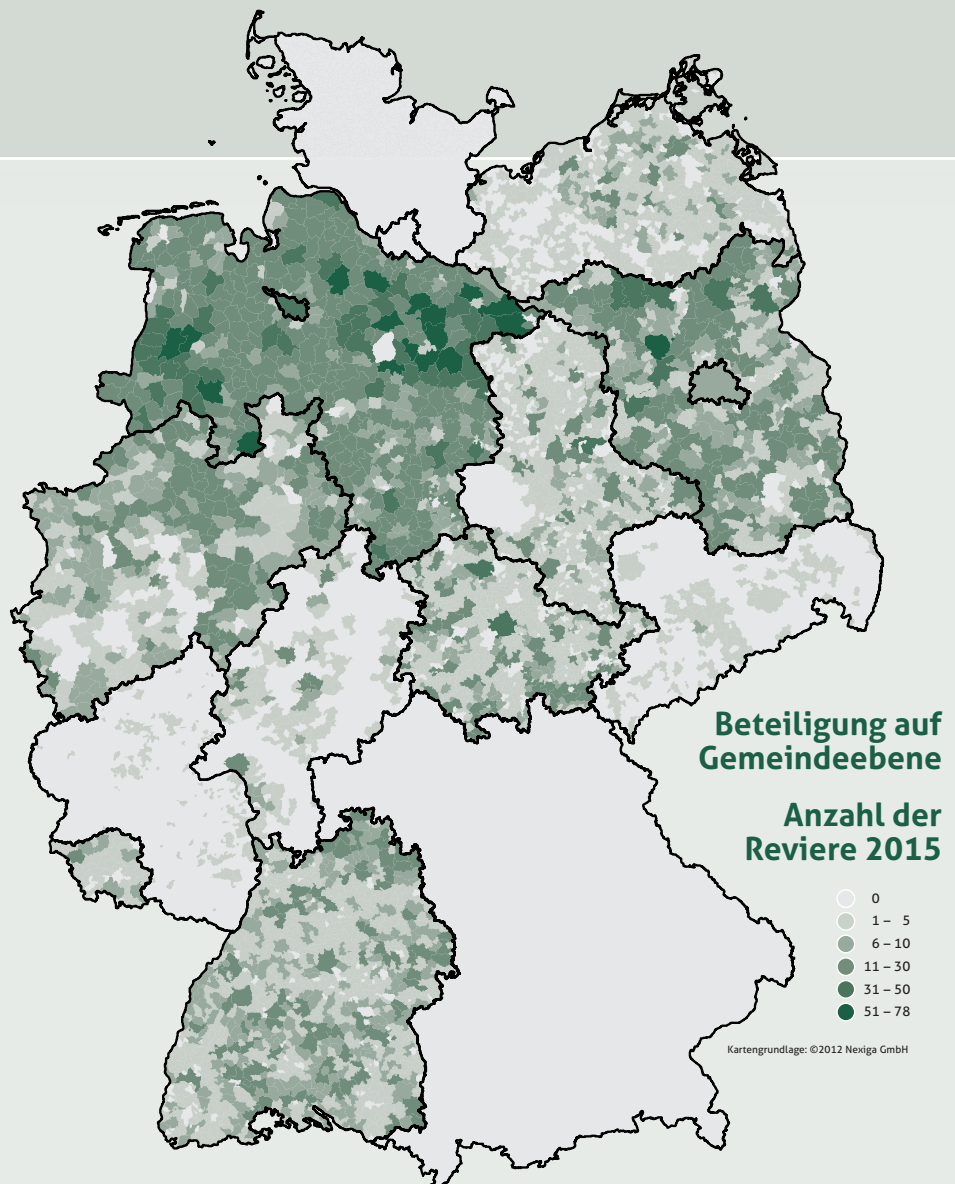 Beteiligung auf
Gemeindeebene
Anzahl der
Reviere 2015
0
1 – 5
6 – 10
11 – 30
31 – 50
51 – 78
Kartengrundlage: ©2012 Nexiga GmbH